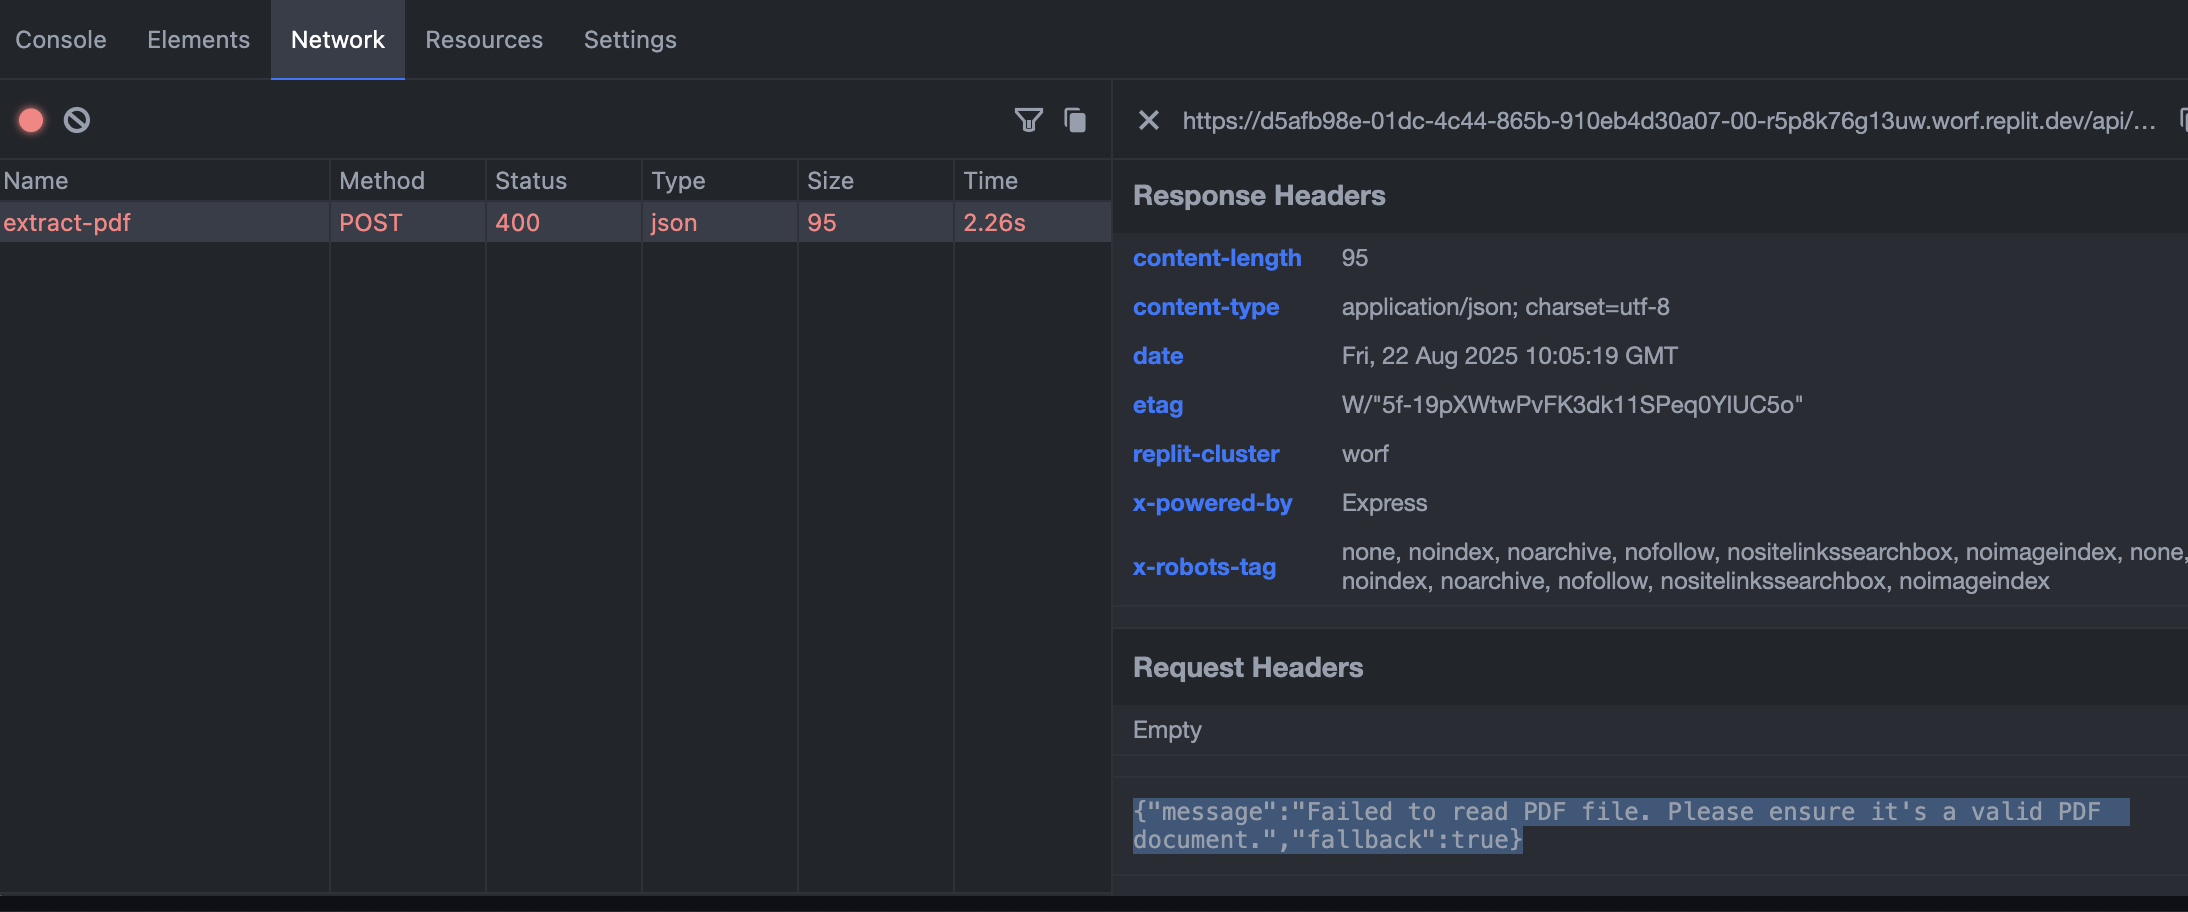 Console Elements Network Resources Settings
https://d5afb98e-01dc-4c44-865b-910eb4d30a07-00-r5p8k76g13uw.worf.replit.dev/api/...
Name Method Status Type Size Time
extract-pdf POST 400 json 95 2.26s
Response Headers
content-length 95
content-type application/json; charset=utf-8
date Fri, 22 Aug 2025 10:05:19 GMT
etag W/"5f-19pXWtwPvFK3dk11SPeq0YlUC5o"
replit-cluster worf
x-powered-by Express
x-robots-tag none, noindex, noarchive, nofollow, nositelinkssearchbox, noimageindex, none,
noindex, noarchive, nofollow, nositelinkssearchbox, noimageindex
Request Headers
Empty
{"message":"Failed to read PDF file. Please ensure it's a valid PDF
document.","fallback":true}